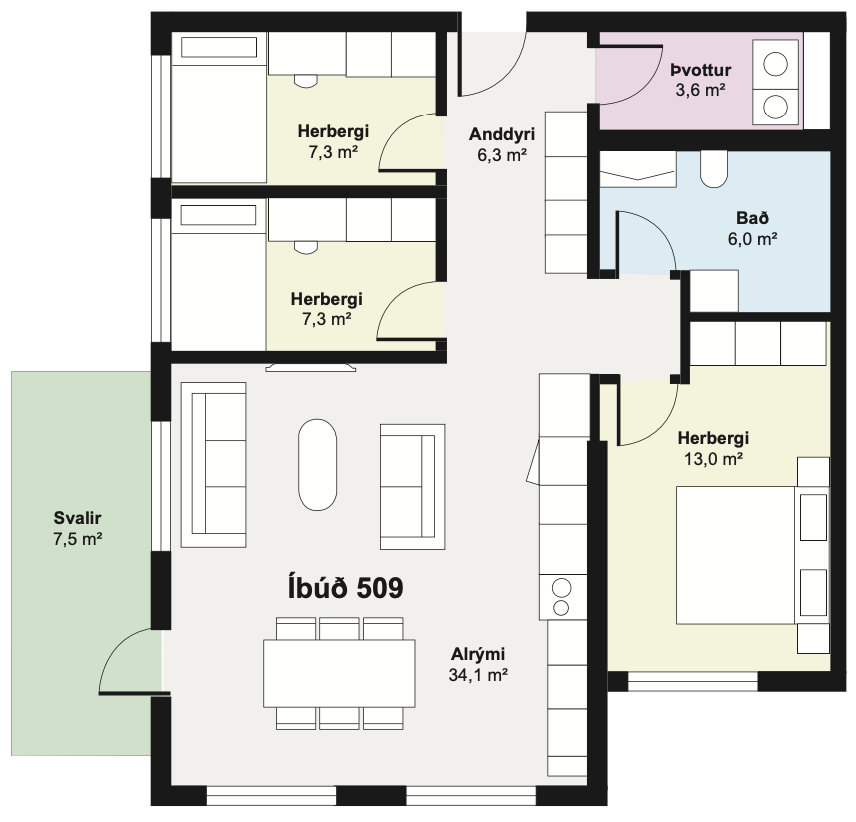 Þvottur
3,6 m²
Herbergi
7,3 m²
Anddyri
6,3 m²
Bað
6,0 m²
Herbergi
7,3 m²
Herbergi
13,0 m²
Svalir
7,5 m²
Íbúð 509
Alrými
34,1 m²